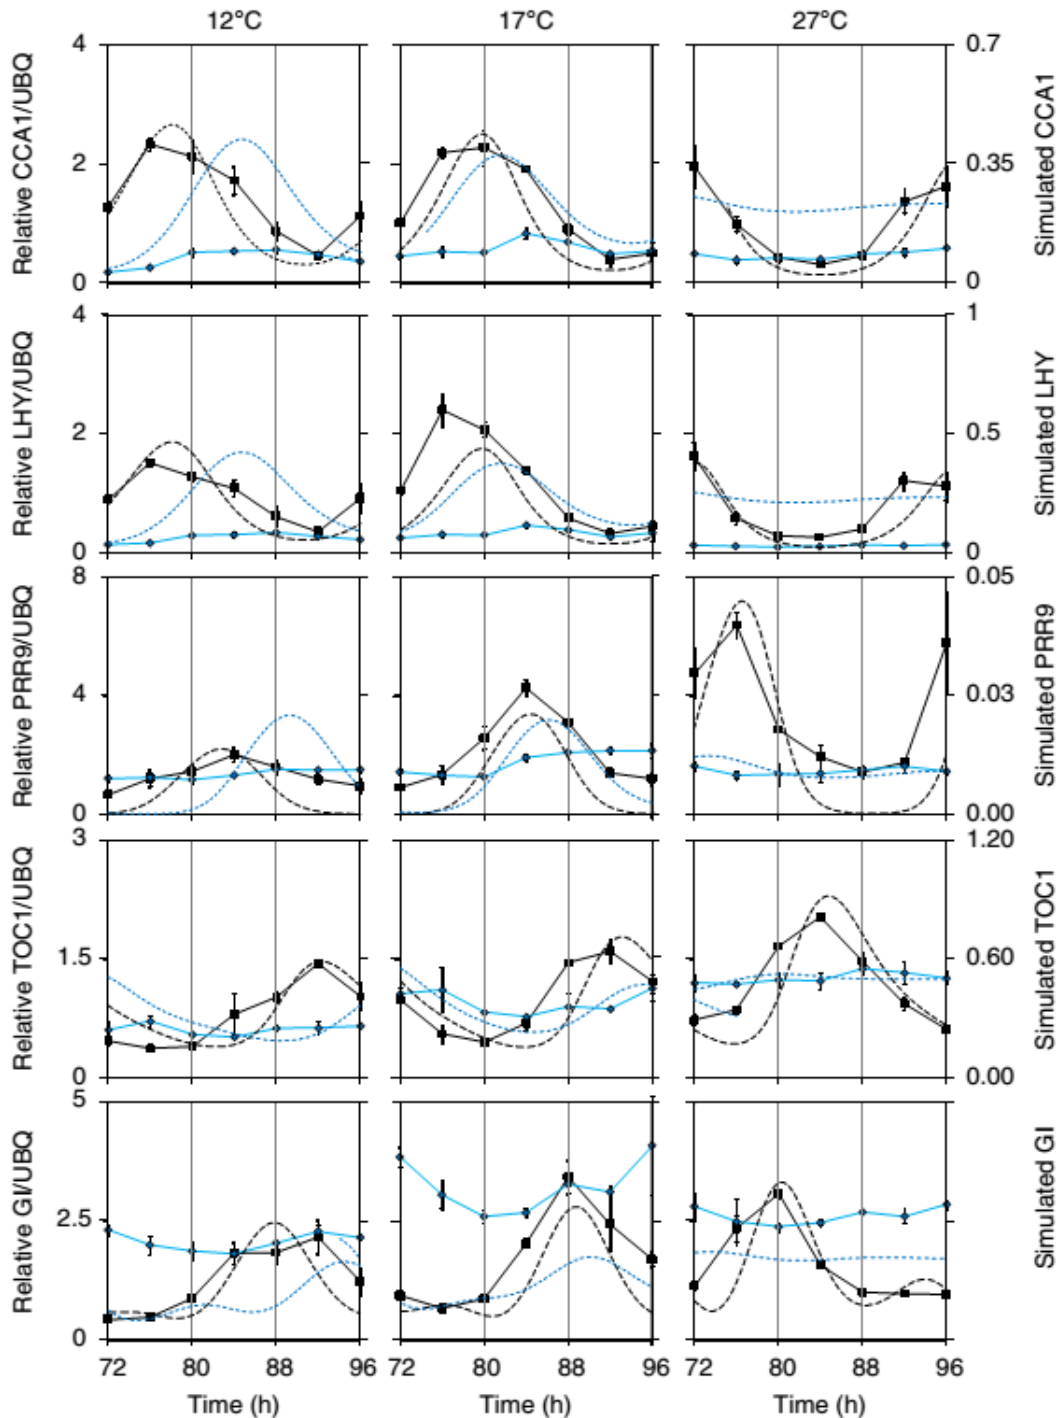 12°C 17°C 27°C
Relative CCA1/UBQ
4
2
0
0.7
0.35
0
Simulated CCA1
Relative LHY/UBQ
4
2
0
1
0.5
0
Simulated LHY
Relative PRR9/UBQ
8
4
0
0.05
0.03
0.00
Simulated PRR9
Relative TOC1/UBQ
3
1.5
0
1.20
0.60
0.00
Simulated TOC1
Relative GI/UBQ
5
2.5
0
Simulated GI
72 80 88 96 72 80 88 96 72 80 88 96
Time (h) Time (h) Time (h)